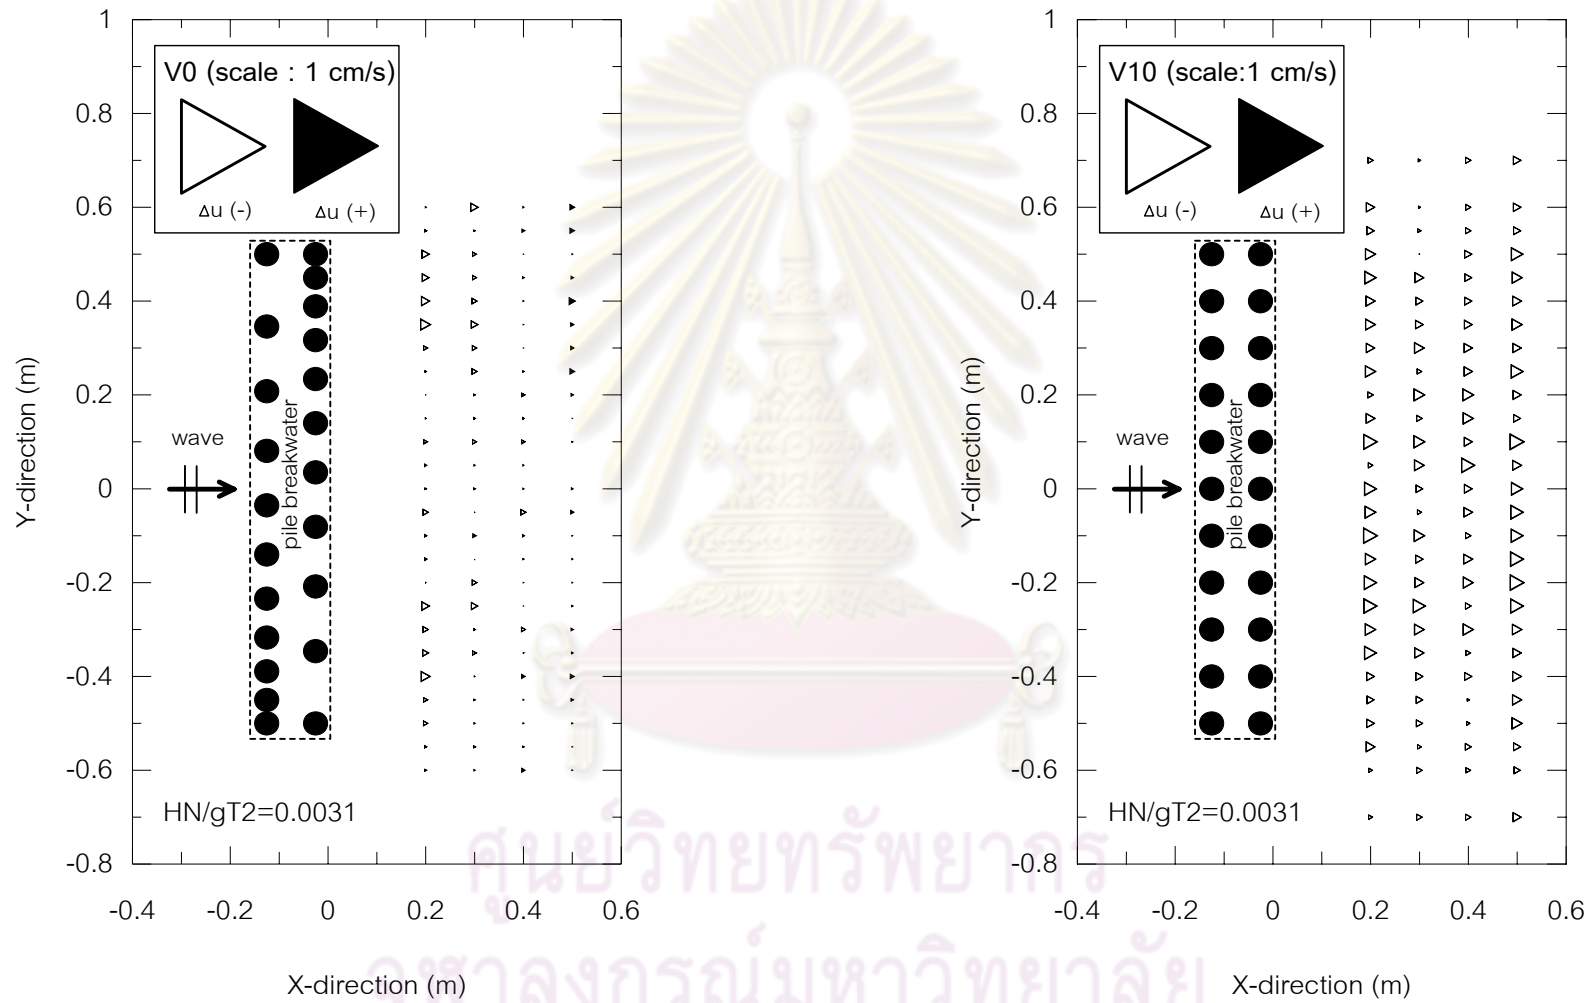 V0 (scale : 1 cm/s)
Δu (-)
Δu (+)
1
0.8
0.6
0.4
0.2
0
-0.2
-0.4
-0.6
-0.8
Y-direction (m)
wave
pile breakwater
HN/gT2=0.0031
-0.4
-0.2
0
0.2
0.4
0.6
X-direction (m)
V10 (scale:1 cm/s)
Δu (-)
Δu (+)
1
0.8
0.6
0.4
0.2
0
-0.2
-0.4
-0.6
-0.8
Y-direction (m)
wave
pile breakwater
HN/gT2=0.0031
-0.4
-0.2
0
0.2
0.4
0.6
X-direction (m)
ศูนย์วิทยทรัพยากร
จุฬาลงกรณ์มหาวิทยาลัย